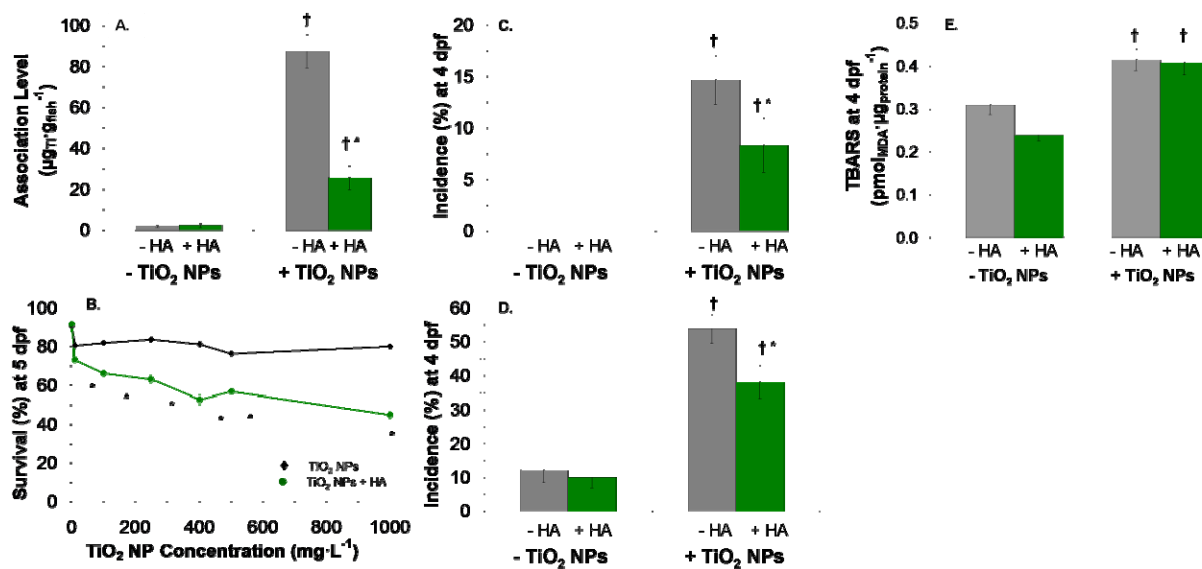 A.
Association Level
(µgTi·gfish-1)
100
80
60
40
20
0
†
†*
- HA + HA
- HA + HA
- TiO2 NPs
+ TiO2 NPs
B.
Survival (%) at 5 dpf
100
80
60
40
20
0
*
*
*
*
*
*
TiO2 NPs
TiO2 NPs + HA
0
200
400
600
800
1000
TiO2 NP Concentration (mg·L-1)
C.
Incidence (%) at 4 dpf
20
15
10
5
0
†
†*
- HA
+ HA
- HA
+ HA
- TiO2 NPs
+ TiO2 NPs
D.
Incidence (%) at 4 dpf
60
50
40
30
20
10
0
†
†*
- HA
+ HA
- HA
+ HA
- TiO2 NPs
+ TiO2 NPs
E.
TBARS at 4 dpf
(pmolMDA·µgprotein-1)
0.5
0.4
0.3
0.2
0.1
0.0
†
†
- HA
+ HA
- HA
+ HA
- TiO2 NPs
+ TiO2 NPs